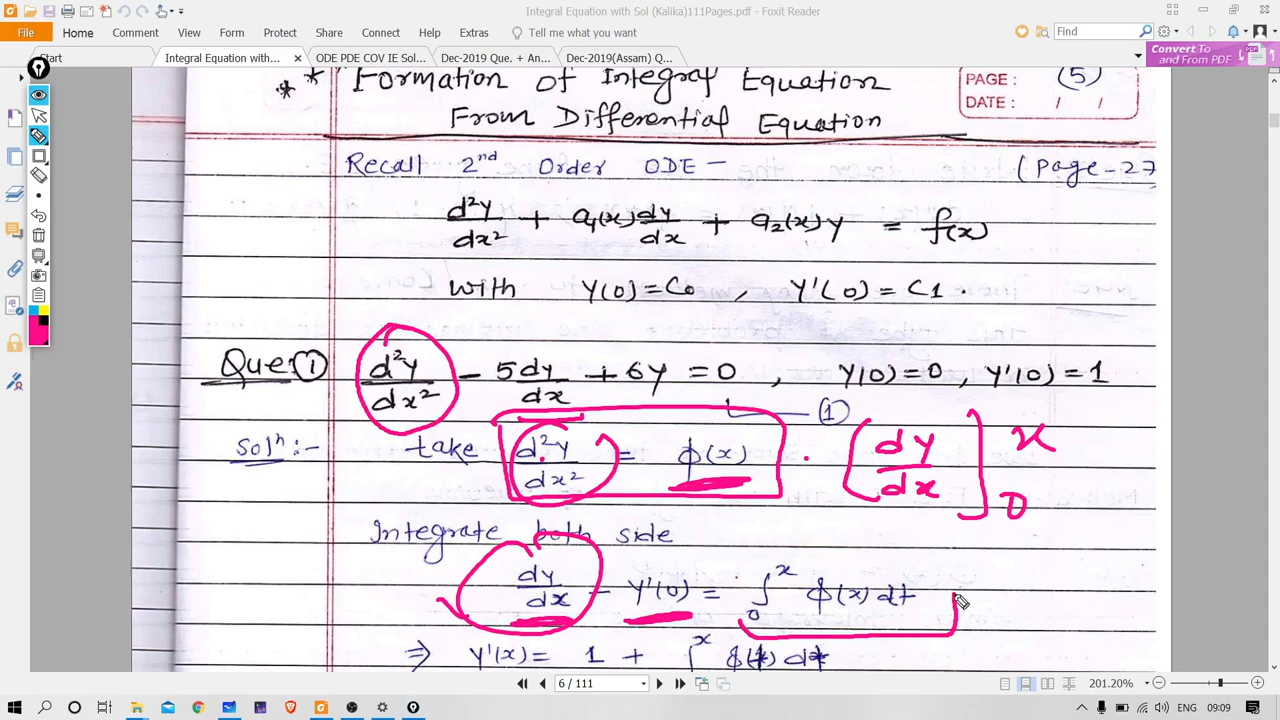 Integral Equation with Sol (Kalika)111Pages.pdf - Foxit Reader
File Home Comment View Form Protect Share Connect Help Extras Tell me what you want... Find
Start Integral Equation with... ODE PDE COV IE Sol... Dec-2019 Que. + An... Dec-2019(Assam) Q... Convert To and From PDF
** Formation Of Integral Equation
From Differential Equation
PAGE: (5)
DATE: / /
Recall 2nd Order ODE - (Page-27
d²y/dx² + a₁(x)dy/dx + a₂(x)y = f(x)
with y(0)=C₀ , y'(0)=C1.
Que:① d²y/dx² - 5dy/dx + 6y = 0 , y(0)=0, y'(0)=1
①
Solⁿ:- take d²y/dx² = ϕ(x) . [dy/dx]₀ˣ
Integrate both side
dy/dx - y'(0) = ∫₀ˣ ϕ(x) dt
⇒ y'(x) = 1 + ∫ˣ ϕ(t) dt
6 / 111 201.20%
ENG 09:09